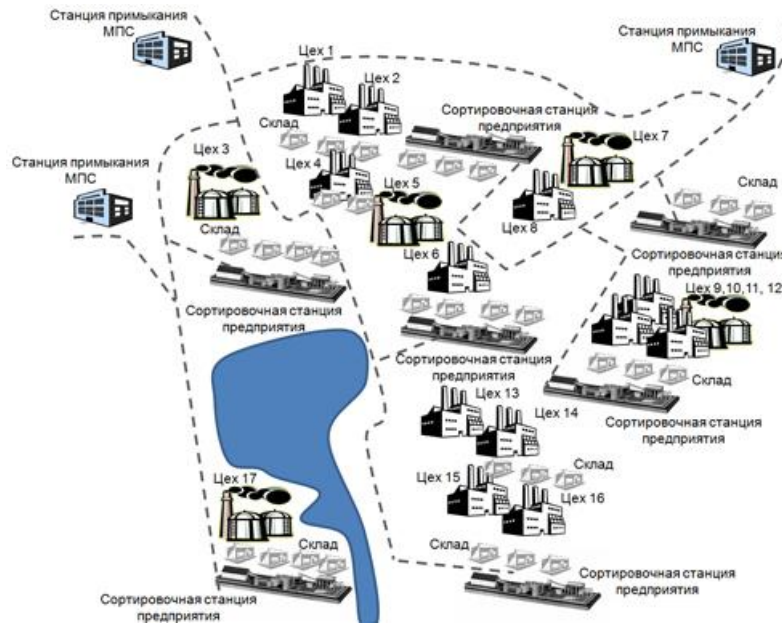 Станция примыкания
МПС
Станция примыкания
МПС
Цех 1
Цех 2
Сортировочная станция
предприятия
Склад
Цех 7
Цех 3
Цех 4
Станция примыкания
МПС
Цех 5
Склад
Склад
Цех 8
Цех 6
Сортировочная станция
предприятия
Цех 9,10,11, 12
Сортировочная станция
предприятия
Сортировочная станция
предприятия
Склад
Цех 13
Цех 14
Сортировочная станция
предприятия
Склад
Цех 15
Цех 16
Цех 17
Склад
Склад
Сортировочная станция
предприятия
Сортировочная станция
предприятия